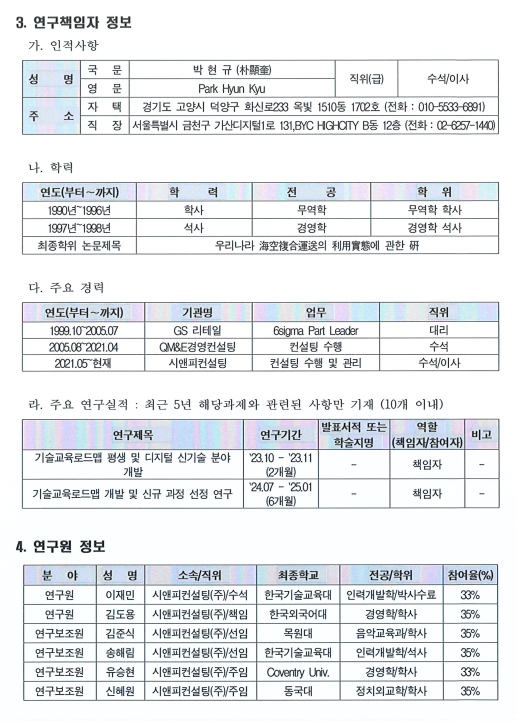 3. 연구책임자 정보
가. 인적사항
성 명 국 문 박 현 규 (朴顯奎) 직위(급) 수석/이사
영 문 Park Hyun Kyu
주 소 자 택 경기도 고양시 덕양구 화신로233 옥빛 1510동 1702호 (전화 : 010-5533-6891)
직 장 서울특별시 금천구 가산디지털1로 131,BYC HIGHCITY B동 12층 (전화 : 02-6257-1440)
나. 학력
연도(부터~까지) 학 력 전 공 학 위
1990년~1996년 학사 무역학 무역학 학사
1997년~1998년 석사 경영학 경영학 석사
최종학위 논문제목 우리나라 海空複合運送의 利用實態에 관한 硏
다. 주요 경력
연도(부터~까지) 기관명 업무 직위
1999.10~2005.07 GS 리테일 6sigma Part Leader 대리
2005.08~2021.04 QM&E경영컨설팅 컨설팅 수행 수석
2021.05~현재 시앤피컨설팅 컨설팅 수행 및 관리 수석/이사
라. 주요 연구실적 : 최근 5년 해당과제와 관련된 사항만 기재 (10개 이내)
연구제목 연구기간 발표서적 또는 학술지명 역할 (책임자/참여자) 비고
기술교육로드맵 평생 및 디지털 신기술 분야 개발 '23.10 - '23.11 (2개월) - 책임자 -
기술교육로드맵 개발 및 신규 과정 선정 연구 '24.07 - '25.01 (6개월) - 책임자 -
4. 연구원 정보
분 야 성 명 소속/직위 최종학교 전공/학위 참여율(%)
연구원 이재민 시앤피컨설팅(주)/수석 한국기술교육대 인력개발학/박사수료 33%
연구원 김도용 시앤피컨설팅(주)/책임 한국외국어대 경영학/학사 35%
연구보조원 김준식 시앤피컨설팅(주)/선임 목원대 음악교육과/학사 35%
연구보조원 송해림 시앤피컨설팅(주)/선임 한국기술교육대 인력개발학/석사 35%
연구보조원 유승현 시앤피컨설팅(주)/주임 Coventry Univ. 경영학/학사 33%
연구보조원 신혜원 시앤피컨설팅(주)/주임 동국대 정치외교학/학사 35%